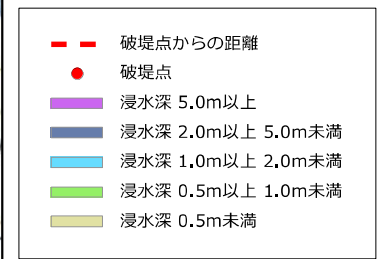 破堤点からの距離
破堤点
浸水深 5.0m以上
浸水深 2.0m以上 5.0m未満
浸水深 1.0m以上 2.0m未満
浸水深 0.5m以上 1.0m未満
浸水深 0.5m未満